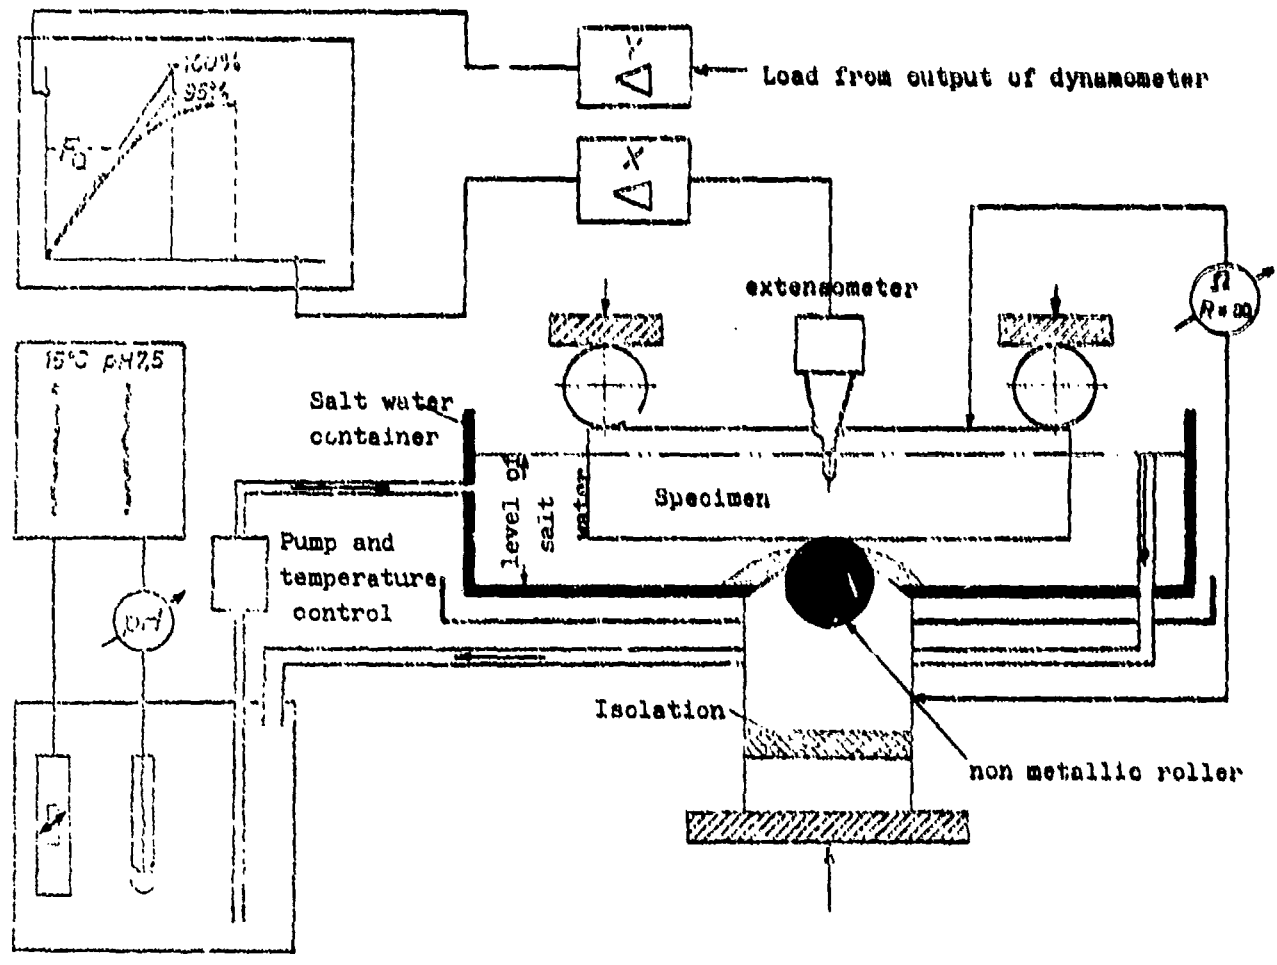 100%
95%
F_Q
Y
Load from output of dynamometer
X
extensometer
Ω
R=∞
15°C pH7,5
Salt water
container
level of
salt
water
Specimen
Pump and
temperature
control
pH
Isolation
non metallic roller